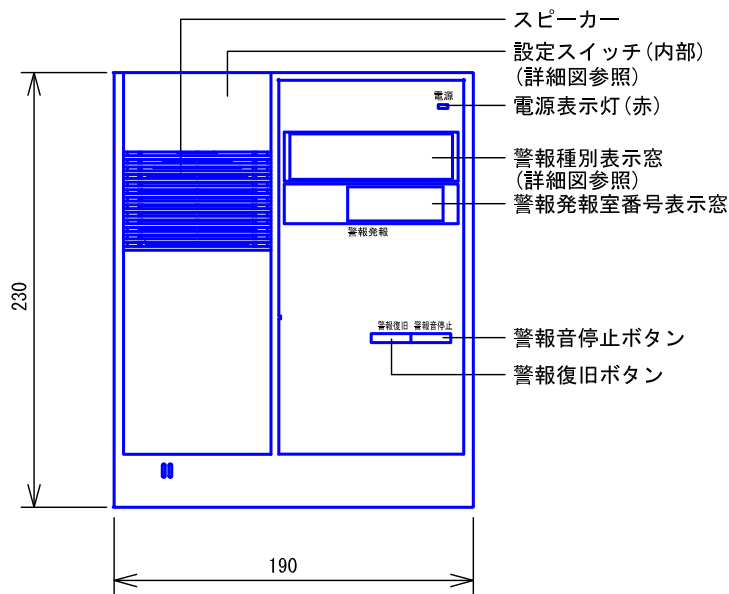 スピーカー
設定スイッチ(内部)
(詳細図参照)
電源
電源表示灯(赤)
警報種別表示窓
(詳細図参照)
警報発報室番号表示窓
警報発報
230
警報復旧 警報音停止
警報音停止ボタン
警報復旧ボタン
190